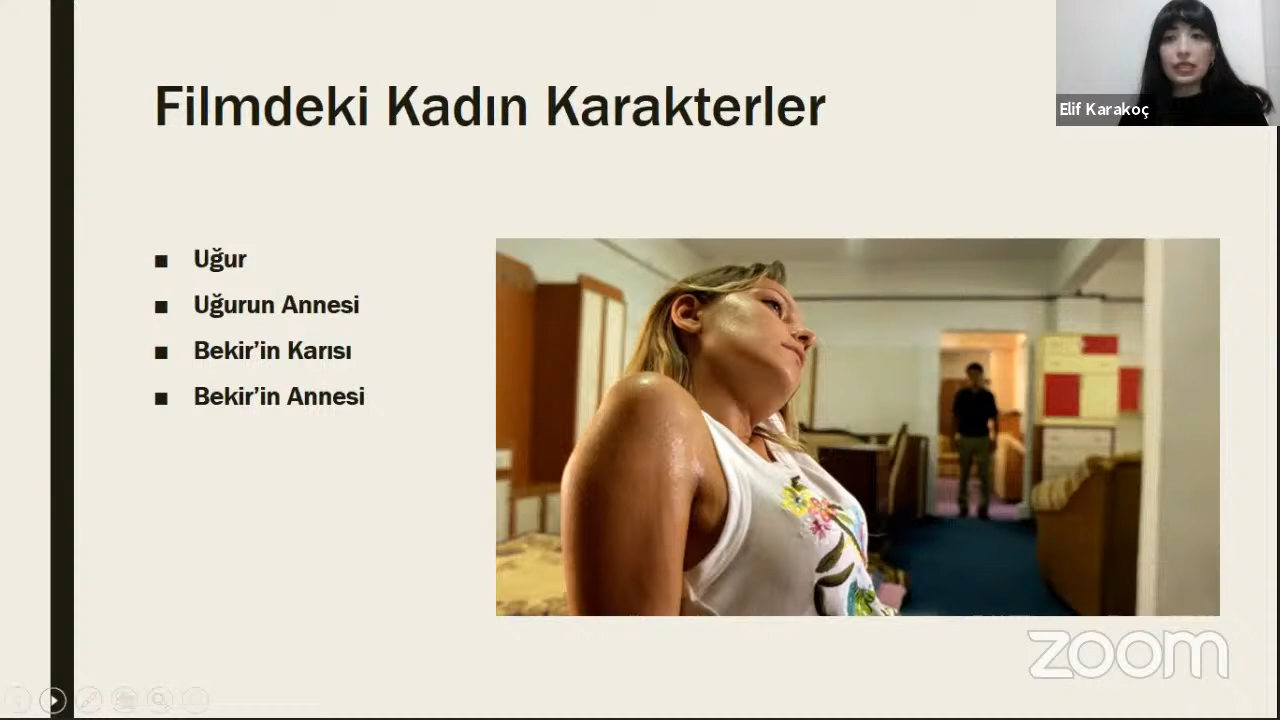 Filmdeki Kadın Karakterler
Elif Karakoç
■ Uğur
■ Uğurun Annesi
■ Bekir’in Karısı
■ Bekir’in Annesi
zoom